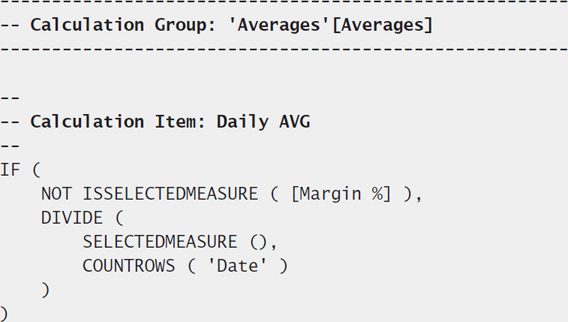 ---------------------------------------------------------
-- Calculation Group: 'Averages'[Averages]
---------------------------------------------------------
--
-- Calculation Item: Daily AVG
--
IF (
    NOT ISSELECTEDMEASURE ( [Margin %] ),
    DIVIDE (
        SELECTEDMEASURE (),
        COUNTROWS ( 'Date' )
    )
)